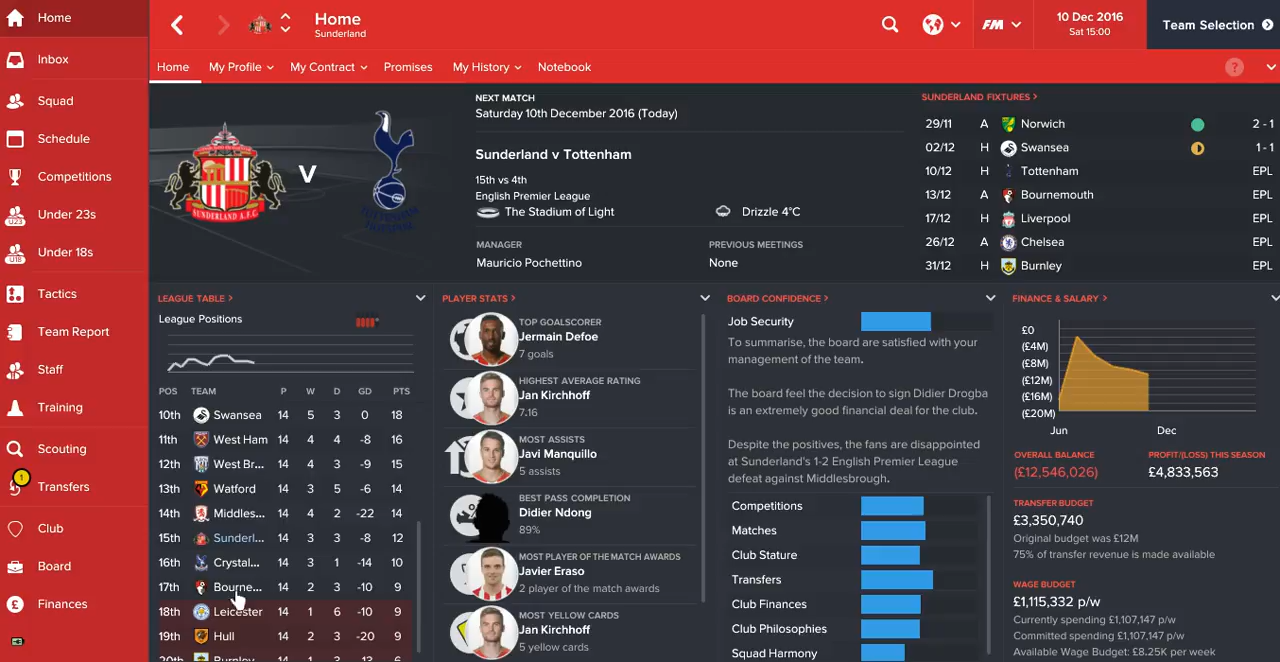 Home
Inbox
Squad
Schedule
Competitions
Under 23s
Under 18s
Tactics
Team Report
Staff
Training
Scouting
1
Transfers
Club
Board
Finances
Home
Sunderland
FM
10 Dec 2016
Sat 15:00
Team Selection
Home My Profile My Contract Promises My History Notebook ?
V
NEXT MATCH
Saturday 10th December 2016 (Today)
Sunderland v Tottenham
15th vs 4th
English Premier League
The Stadium of Light Drizzle 4°C
MANAGER PREVIOUS MEETINGS
Mauricio Pochettino None
SUNDERLAND FIXTURES >
29/11 A Norwich 2 - 1
02/12 H Swansea 1 - 1
10/12 H Tottenham EPL
13/12 A Bournemouth EPL
17/12 H Liverpool EPL
26/12 A Chelsea EPL
31/12 H Burnley EPL
LEAGUE TABLE >
League Positions
POS TEAM P W D GD PTS
10th Swansea 14 5 3 0 18
11th West Ham 14 4 4 -8 16
12th West Br... 14 4 3 -9 15
13th Watford 14 3 5 -6 14
14th Middles... 14 4 2 -22 14
15th Sunderl... 14 3 3 -8 12
16th Crystal... 14 3 1 -14 10
17th Bourne... 14 2 3 -10 9
18th Leicester 14 1 6 -10 9
19th Hull 14 2 3 -20 9
20th Burnley 14 1 3 -13 6
PLAYER STATS >
TOP GOALSCORER
Jermain Defoe
7 goals
HIGHEST AVERAGE RATING
Jan Kirchhoff
7.16
MOST ASSISTS
Javi Manquillo
5 assists
BEST PASS COMPLETION
Didier Ndong
89%
MOST PLAYER OF THE MATCH AWARDS
Javier Eraso
2 player of the match awards
MOST YELLOW CARDS
Jan Kirchhoff
5 yellow cards
BOARD CONFIDENCE >
Job Security
To summarise, the board are satisfied with your
management of the team.
The board feel the decision to sign Didier Drogba
is an extremely good financial deal for the club.
Despite the positives, the fans are disappointed
at Sunderland's 1-2 English Premier League
defeat against Middlesbrough.
Competitions
Matches
Club Stature
Transfers
Club Finances
Club Philosophies
Squad Harmony
FINANCE & SALARY >
£0
(£4M)
(£8M)
(£12M)
(£16M)
(£20M)
Jun Dec
OVERALL BALANCE PROFIT/(LOSS) THIS SEASON
(£12,546,026) £4,833,563
TRANSFER BUDGET
£3,350,740
Original budget was £12M
75% of transfer revenue is made available
WAGE BUDGET
£1,115,332 p/w
Currently spending £1,107,147 p/w
Committed spending £1,107,147 p/w
Available Wage Budget: £8.25K per week